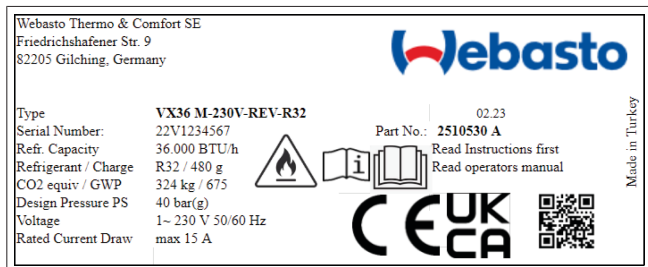 Webasto Thermo & Comfort SE
Friedrichshafener Str. 9
82205 Gilching, Germany
Webasto
Type VX36 M-230V-REV-R32 02.23
Serial Number: 22V1234567 Part No.: 2510530 A
Refr. Capacity 36.000 BTU/h Read Instructions first
Refrigerant / Charge R32 / 480 g Read operators manual
CO2 equiv / GWP 324 kg / 675
Design Pressure PS 40 bar(g)
Voltage 1~ 230 V 50/60 Hz
Rated Current Draw max 15 A
i
CE UK
CA
Made in Turkey